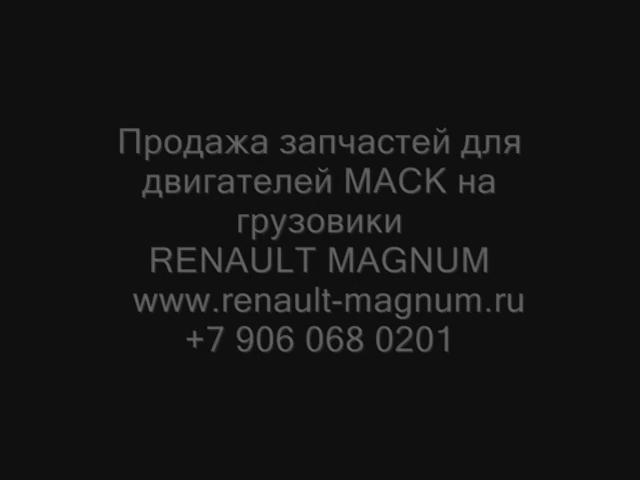 Продажа запчастей для
двигателей MACK на
грузовики
RENAULT MAGNUM
www.renault-magnum.ru
+7 906 068 0201